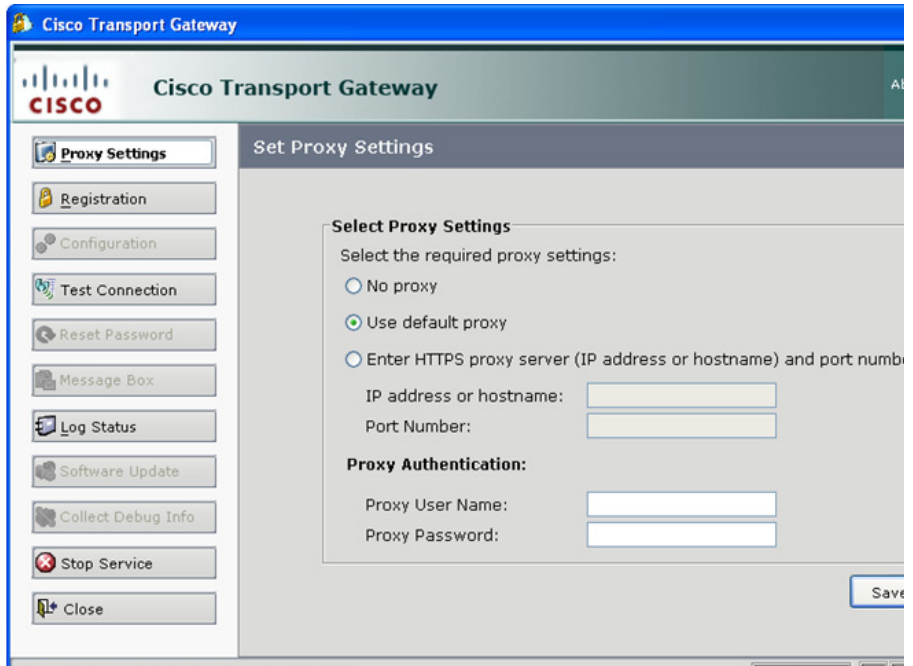 Cisco Transport Gateway
CISCO
Cisco Transport Gateway
Ab
Proxy Settings
Registration
Configuration
Test Connection
Reset Password
Message Box
Log Status
Software Update
Collect Debug Info
Stop Service
Close
Set Proxy Settings
Select Proxy Settings
Select the required proxy settings:
No proxy
Use default proxy
Enter HTTPS proxy server (IP address or hostname) and port numbe
IP address or hostname:
Port Number:
Proxy Authentication:
Proxy User Name:
Proxy Password:
Save